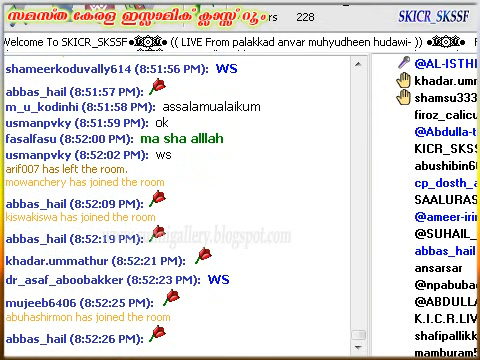 സമസ്ത കേരള ഇസ്ലാമിക് ക്ലാസ്സ് റൂം
ers: 228
SKICR_SKSSF
Welcome To SKICR_SKSSF (( LIVE From palakkad anvar muhyudheen hudawi- )) SKICR_SKSSF
shameerkoduvally614 (8:51:56 PM): WS
abbas_hail (8:51:57 PM):
m_u_kodinhi (8:51:58 PM): assalamualaikum
usmanpvky (8:51:59 PM): ok
fasalfasu (8:52:00 PM): ma sha alllah
usmanpvky (8:52:02 PM): ws
arif007 has left the room.
mowanchery has joined the room
abbas_hail (8:52:09 PM):
kiswakiswa has joined the room
abbas_hail (8:52:19 PM):
khadar.ummathur (8:52:21 PM):
dr_asaf_aboobakker (8:52:23 PM): WS
mujeeb6406 (8:52:25 PM):
abuhashirmon has joined the room
abbas_hail (8:52:26 PM):
@AL-ISTHI
khadar.umm
shamsu333
firoz_calicu
@Abdulla-t
KICR_SKSS
abushibin6
cp_dosth_a
SAALURAS
@ameer-irin
@SUHAIL_
abbas_hail
ansarsar
@npabubac
@ABDULLA
K.I.C.R.LIV
shafipallikk
mamburam5